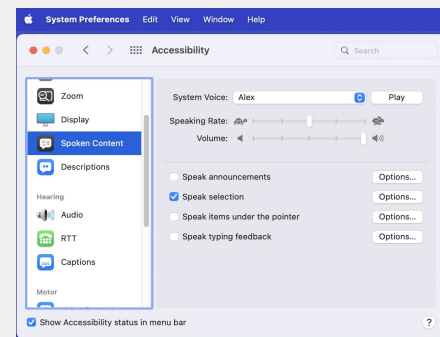 System Preferences Edit View Window Help
Accessibility
Search
Zoom
Display
Spoken Content
Descriptions
Hearing
Audio
RTT
Captions
Motor
System Voice: Alex Play
Speaking Rate:
Volume:
Speak announcements Options...
Speak selection Options...
Speak items under the pointer Options...
Speak typing feedback Options...
Show Accessibility status in menu bar ?